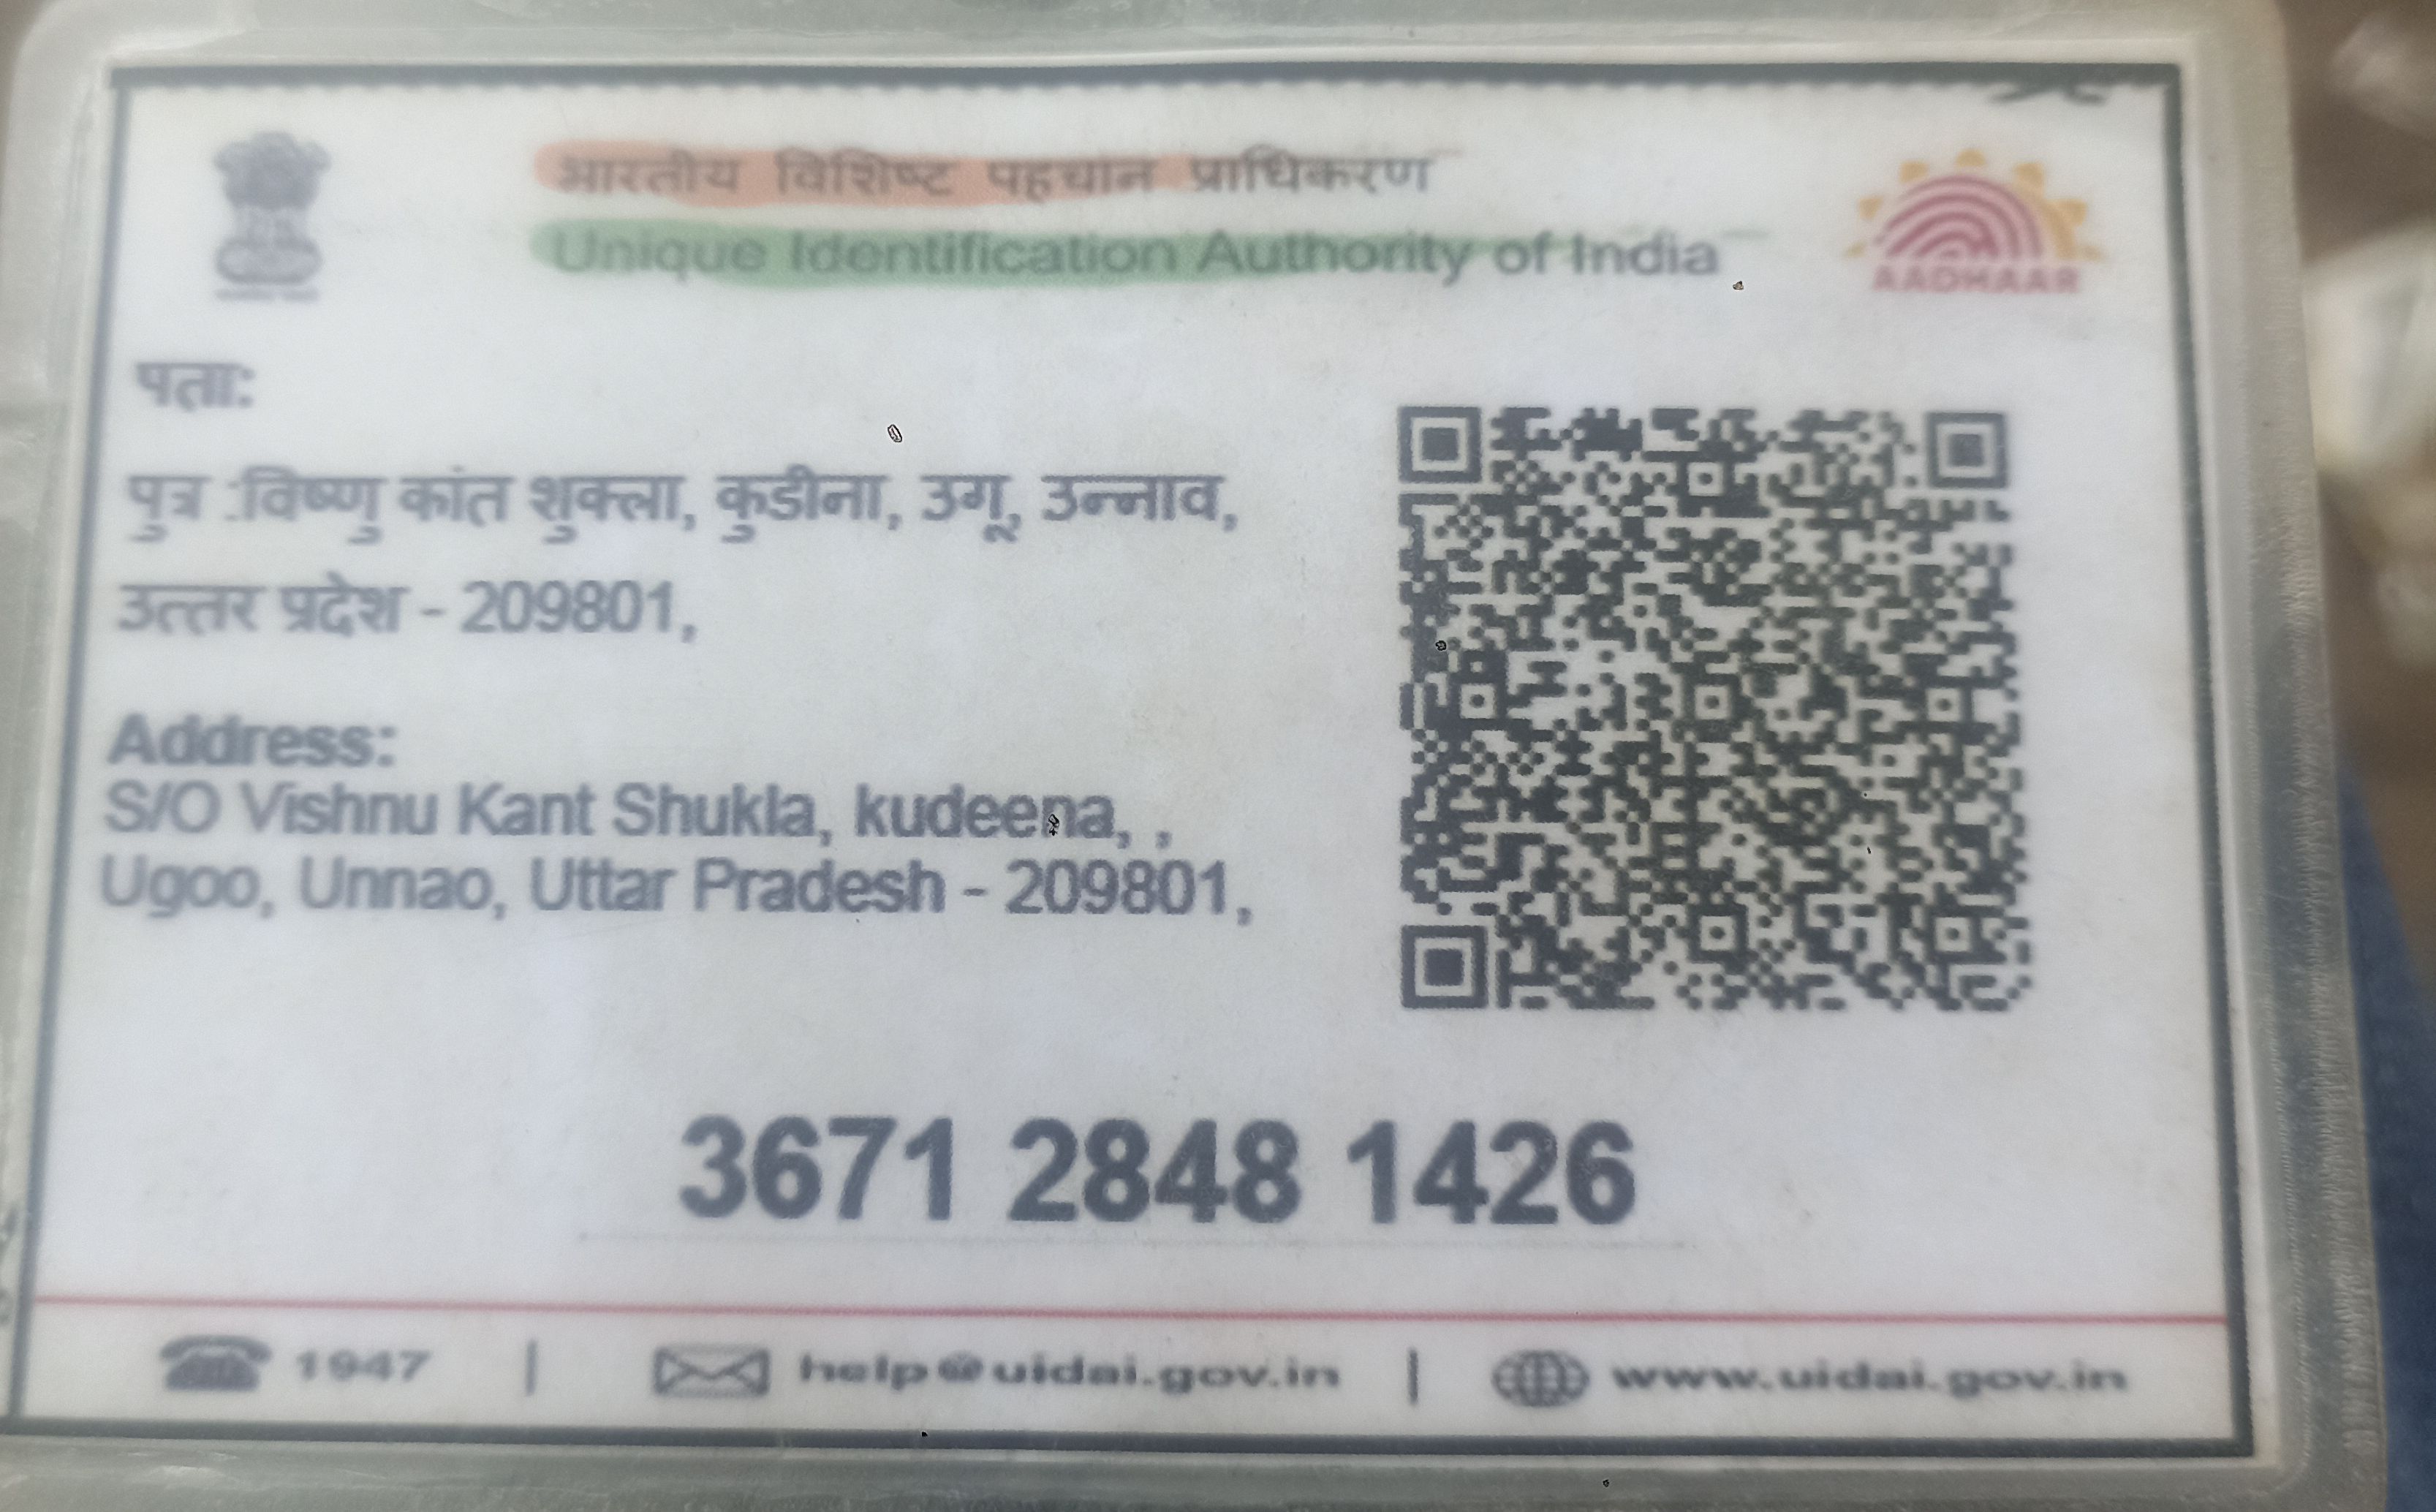 भारतीय विशिष्ट पहचान प्राधिकरण
Unique Identification Authority of India
AADHAAR
पता:
पुत्र :विष्णु कांत शुक्ला, कुडीना, उगू, उन्नाव,
उत्तर प्रदेश - 209801,
Address:
S/O Vishnu Kant Shukla, kudeena, ,
Ugoo, Unnao, Uttar Pradesh - 209801,
3671 2848 1426
1947 | help@uidai.gov.in | www.uidai.gov.in